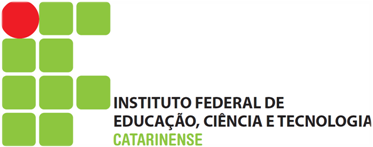 INSTITUTO FEDERAL DE
EDUCAÇÃO, CIÊNCIA E TECNOLOGIA
CATARINENSE